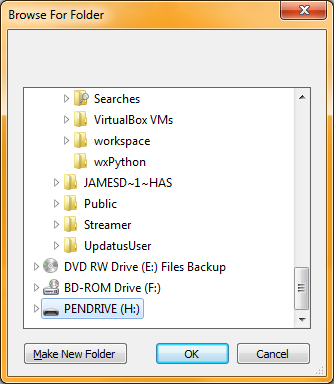 Browse For Folder
Searches
VirtualBox VMs
workspace
wxPython
JAMESD~1~HAS
Public
Streamer
UpdatusUser
DVD RW Drive (E:) Files Backup
BD-ROM Drive (F:)
PENDRIVE (H:)
Make New Folder
OK
Cancel